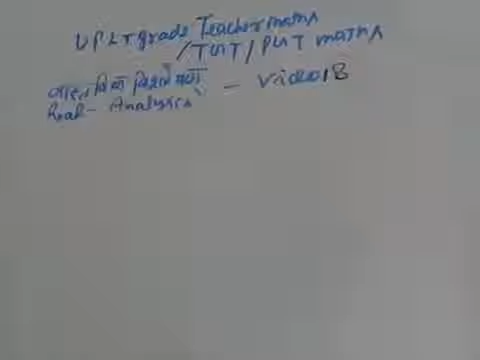 UP LT grade Teacher maths
/TGT/PGT maths
वास्तविक विश्लेषण
Real- Analysis - Video 18